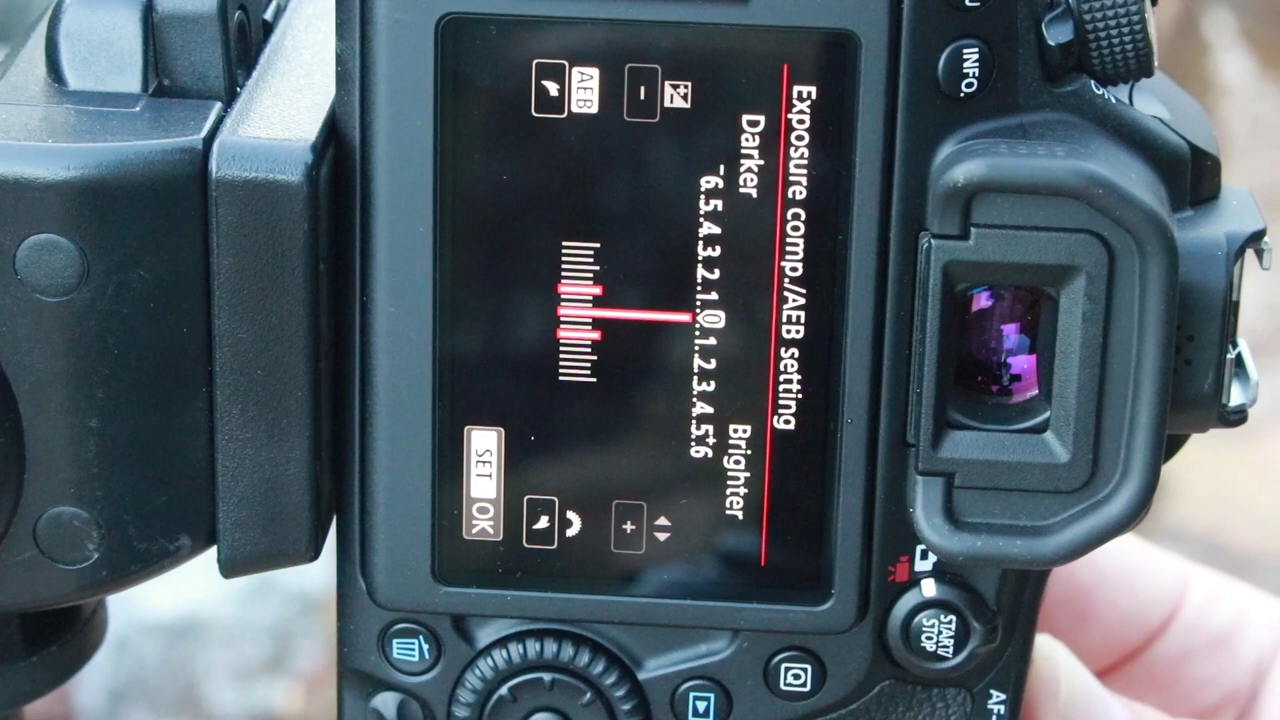 INFO.
Exposure comp./AEB setting
Darker
Brighter
-6.5.4.3.2.1.0.1.2.3.4.5.+6
-
+
AEB
SET OK
Q
START/
STOP
AF-